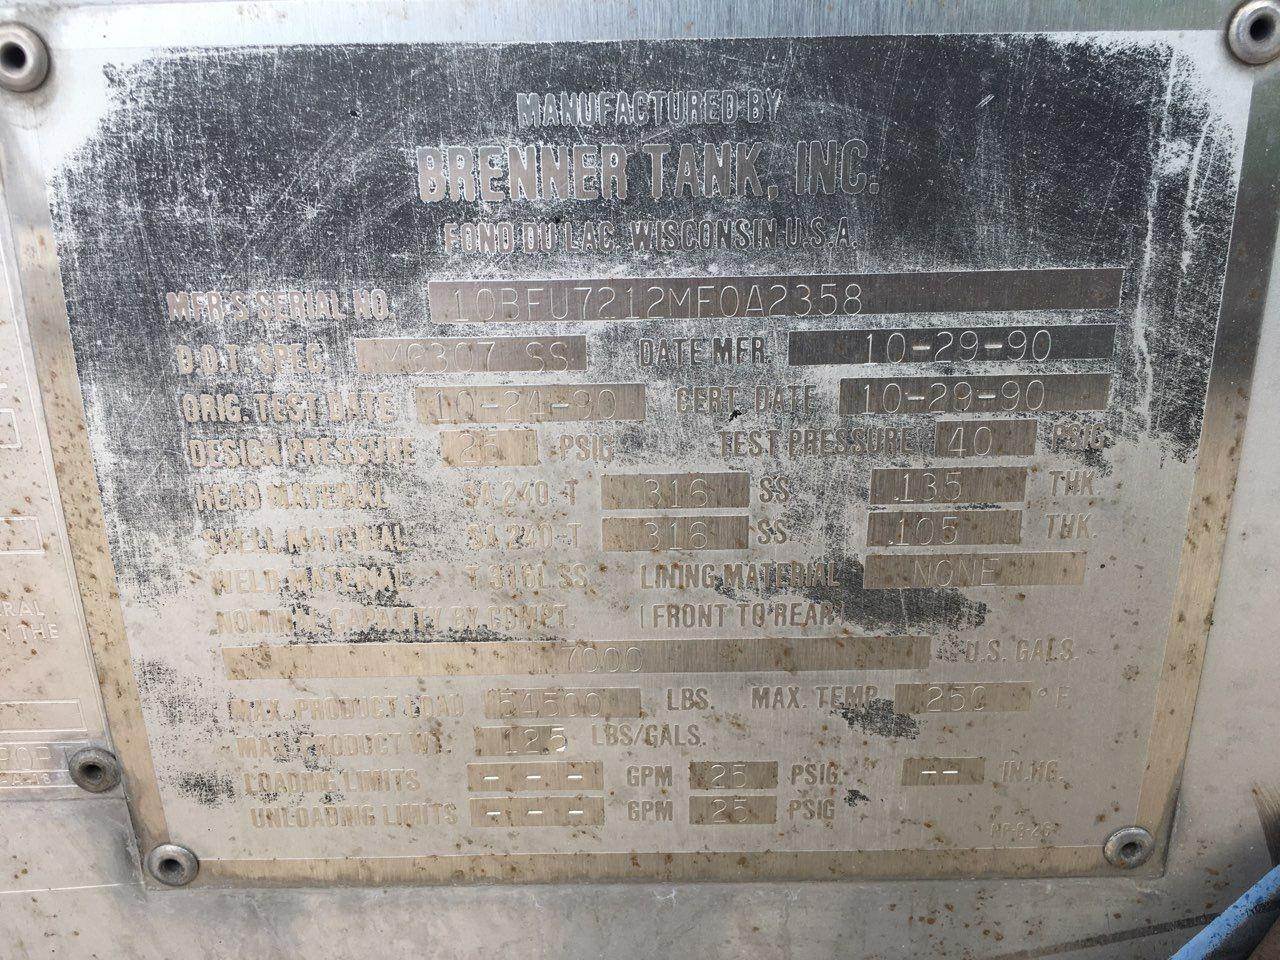 MANUFACTURED BY
BRENNER TANK, INC.
FOND DU LAC, WISCONSIN U.S.A.
MFR'S SERIAL NO. 10BFU7212MF0A2358
D.O.T. SPEC. MC307 SS DATE MFR. 10-29-90
ORIG. TEST DATE 10-24-90 CERT. DATE 10-29-90
DESIGN PRESSURE 25 PSIG TEST PRESSURE 40 PSIG
HEAD MATERIAL SA 240-T 316 SS .135 THK.
SHELL MATERIAL SA 240-T 316 SS .105 THK.
WELD MATERIAL T 316L SS LINING MATERIAL NONE
NOMINAL CAPACITY BY COMPT. (FRONT TO REAR)
7000 U.S. GALS.
MAX. PRODUCT LOAD 54500 LBS. MAX. TEMP. 250 °F.
MAX. PRODUCT WT. 12.5 LBS/GALS.
LOADING LIMITS --- GPM 25 PSIG. -- IN.HG.
UNLOADING LIMITS --- GPM 25 PSIG
RAL
N THE